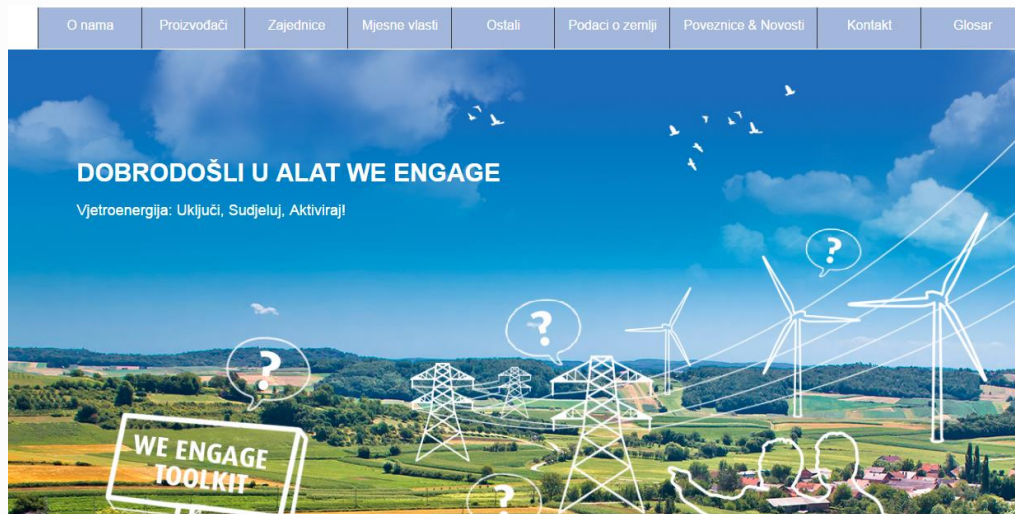 O nama
Proizvođači
Zajednice
Mjesne vlasti
Ostali
Podaci o zemlji
Poveznice & Novosti
Kontakt
Glosar
DOBRODOŠLI U ALAT WE ENGAGE
Vjetroenergija: Uključi, Sudjeluj, Aktiviraj!
?
?
?
WE ENGAGE
TOOLKIT
?